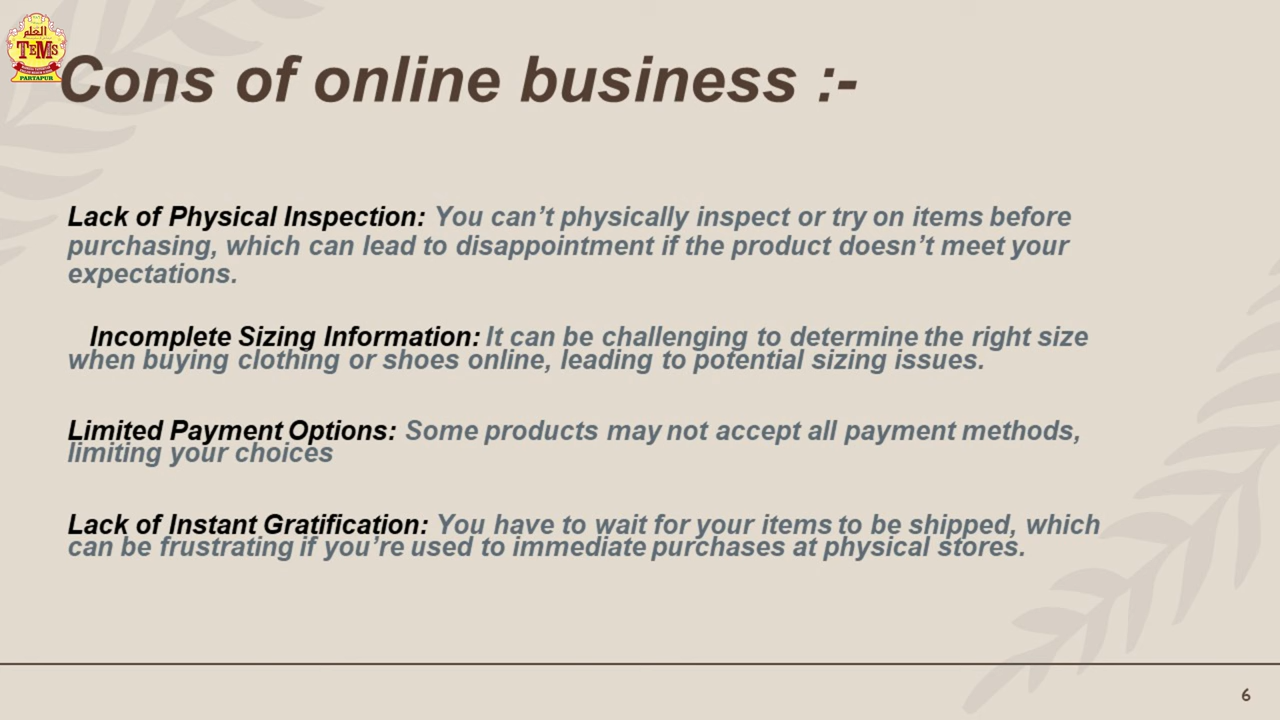 العلم
TEMS
PARTAPUR
Cons of online business :-
Lack of Physical Inspection: You can’t physically inspect or try on items before
purchasing, which can lead to disappointment if the product doesn’t meet your
expectations.
Incomplete Sizing Information: It can be challenging to determine the right size
when buying clothing or shoes online, leading to potential sizing issues.
Limited Payment Options: Some products may not accept all payment methods,
limiting your choices
Lack of Instant Gratification: You have to wait for your items to be shipped, which
can be frustrating if you’re used to immediate purchases at physical stores.
6